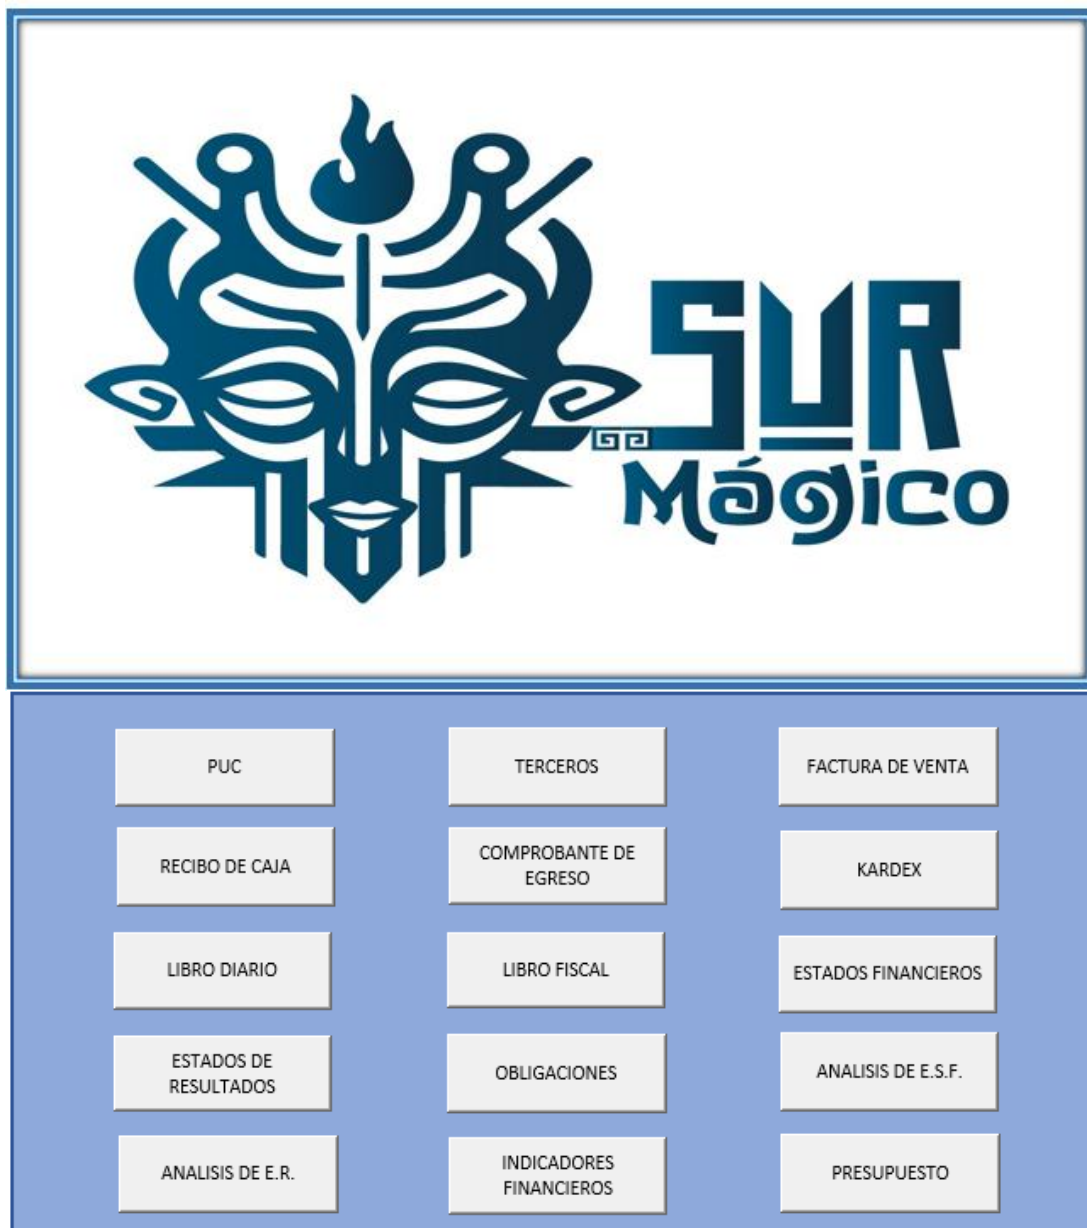 SUR
Mágico
PUC
TERCEROS
FACTURA DE VENTA
RECIBO DE CAJA
COMPROBANTE DE
EGRESO
KARDEX
LIBRO DIARIO
LIBRO FISCAL
ESTADOS FINANCIEROS
ESTADOS DE
RESULTADOS
OBLIGACIONES
ANALISIS DE E.S.F.
ANALISIS DE E.R.
INDICADORES
FINANCIEROS
PRESUPUESTO